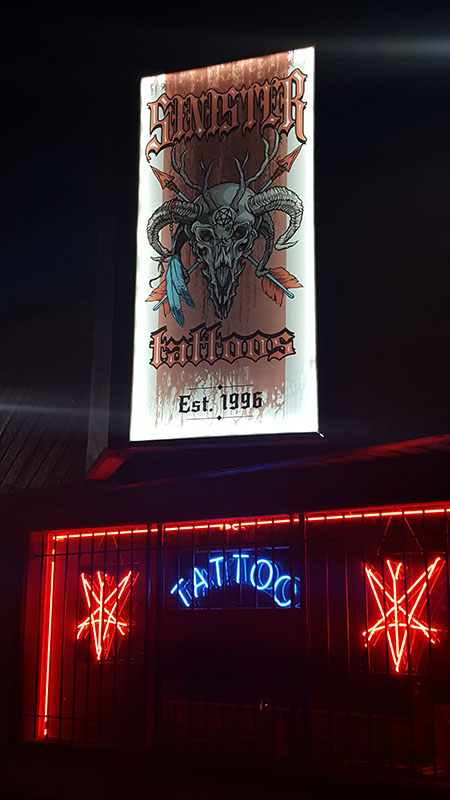 SINISTER
tattoos
Est. 1996
TATTOO